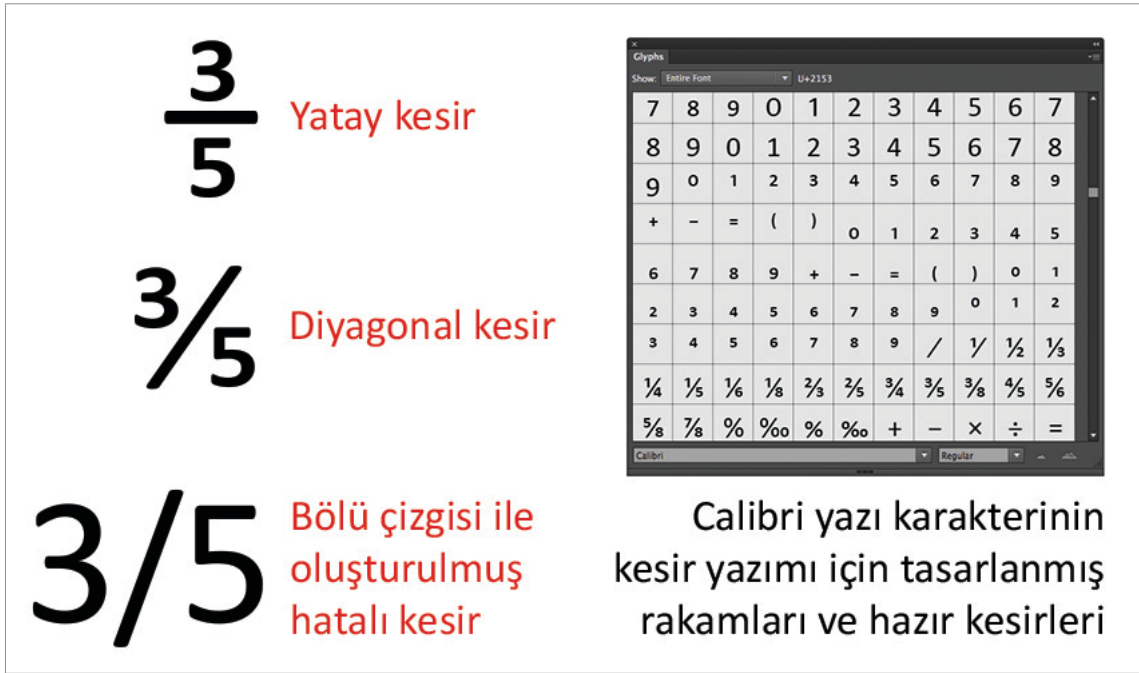 3
5
Yatay kesir
3⁄5
Diyagonal kesir
3/5
Bölü çizgisi ile
oluşturulmuş
hatalı kesir
Glyphs
Show: Entire Font U+2153
7 8 9 0 1 2 3 4 5 6 7
8 9 0 1 2 3 4 5 6 7 8
9 0 1 2 3 4 5 6 7 8 9
+ − = ( ) 0 1 2 3 4 5
6 7 8 9 + − = ( ) 0 1
2 3 4 5 6 7 8 9 0 1 2
3 4 5 6 7 8 9 ⁄ ⅟ ½ ⅓
¼ ⅕ ⅙ ⅛ ⅔ ⅖ ¾ ⅗ ⅜ ⅘ ⅚
⅝ ⅞ % ‰ % ‰ + − × ÷ =
Calibri Regular
Calibri yazı karakterinin
kesir yazımı için tasarlanmış
rakamları ve hazır kesirleri